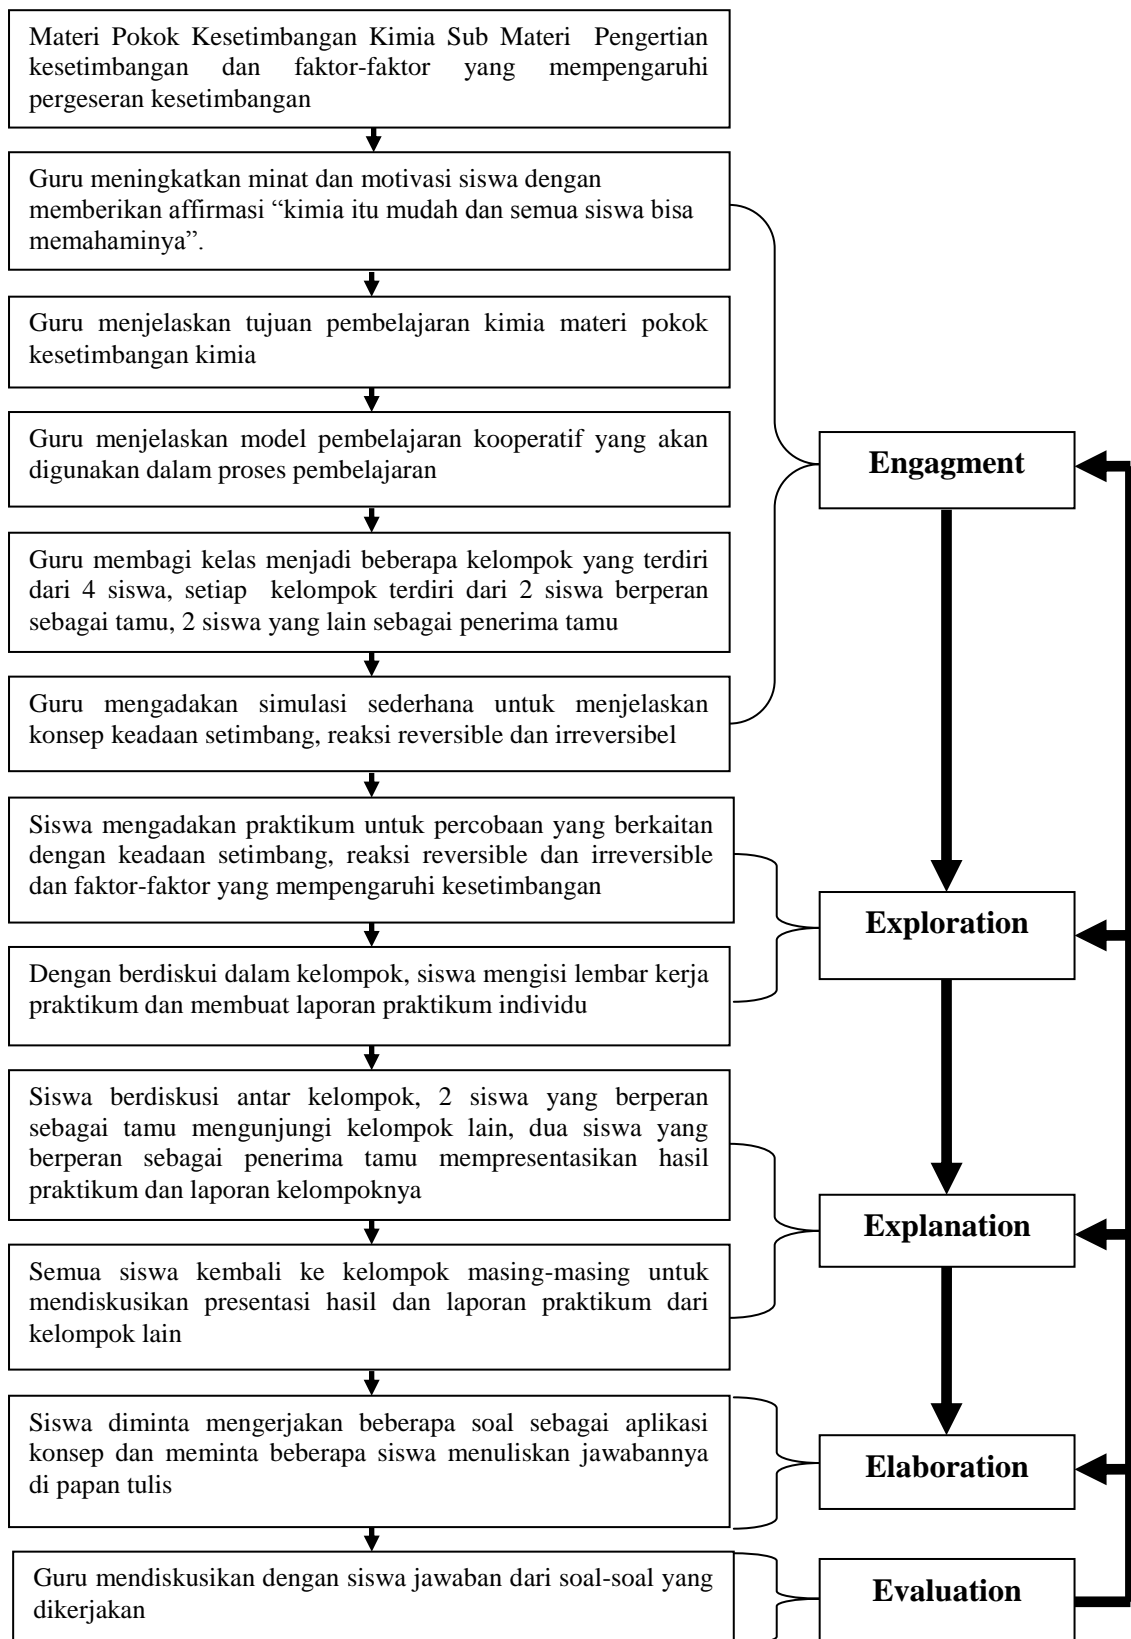 Materi Pokok Kesetimbangan Kimia Sub Materi Pengertian
kesetimbangan dan faktor-faktor yang mempengaruhi
pergeseran kesetimbangan
Guru meningkatkan minat dan motivasi siswa dengan
memberikan affirmasi “kimia itu mudah dan semua siswa bisa
memahaminya”.
Guru menjelaskan tujuan pembelajaran kimia materi pokok
kesetimbangan kimia
Guru menjelaskan model pembelajaran kooperatif yang akan
digunakan dalam proses pembelajaran
Engagment
Guru membagi kelas menjadi beberapa kelompok yang terdiri
dari 4 siswa, setiap kelompok terdiri dari 2 siswa berperan
sebagai tamu, 2 siswa yang lain sebagai penerima tamu
Guru mengadakan simulasi sederhana untuk menjelaskan
konsep keadaan setimbang, reaksi reversible dan irreversibel
Siswa mengadakan praktikum untuk percobaan yang berkaitan
dengan keadaan setimbang, reaksi reversible dan irreversible
dan faktor-faktor yang mempengaruhi kesetimbangan
Exploration
Dengan berdiskui dalam kelompok, siswa mengisi lembar kerja
praktikum dan membuat laporan praktikum individu
Siswa berdiskusi antar kelompok, 2 siswa yang berperan
sebagai tamu mengunjungi kelompok lain, dua siswa yang
berperan sebagai penerima tamu mempresentasikan hasil
praktikum dan laporan kelompoknya
Explanation
Semua siswa kembali ke kelompok masing-masing untuk
mendiskusikan presentasi hasil dan laporan praktikum dari
kelompok lain
Siswa diminta mengerjakan beberapa soal sebagai aplikasi
konsep dan meminta beberapa siswa menuliskan jawabannya
di papan tulis
Elaboration
Guru mendiskusikan dengan siswa jawaban dari soal-soal yang
dikerjakan
Evaluation